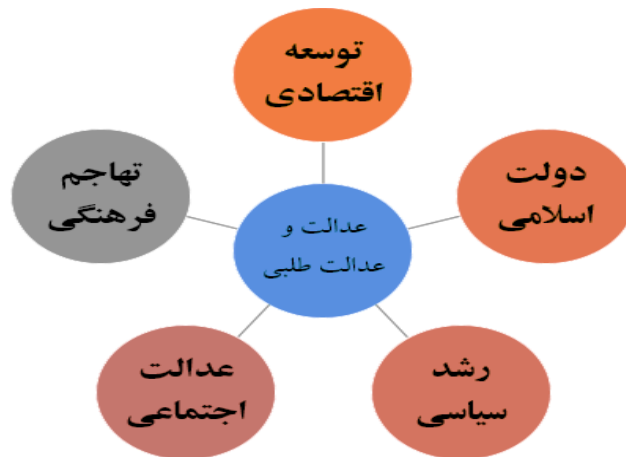 توسعه
اقتصادی
دولت
اسلامی
تهاجم
فرهنگی
عدالت و
عدالت طلبی
رشد
سیاسی
عدالت
اجتماعی